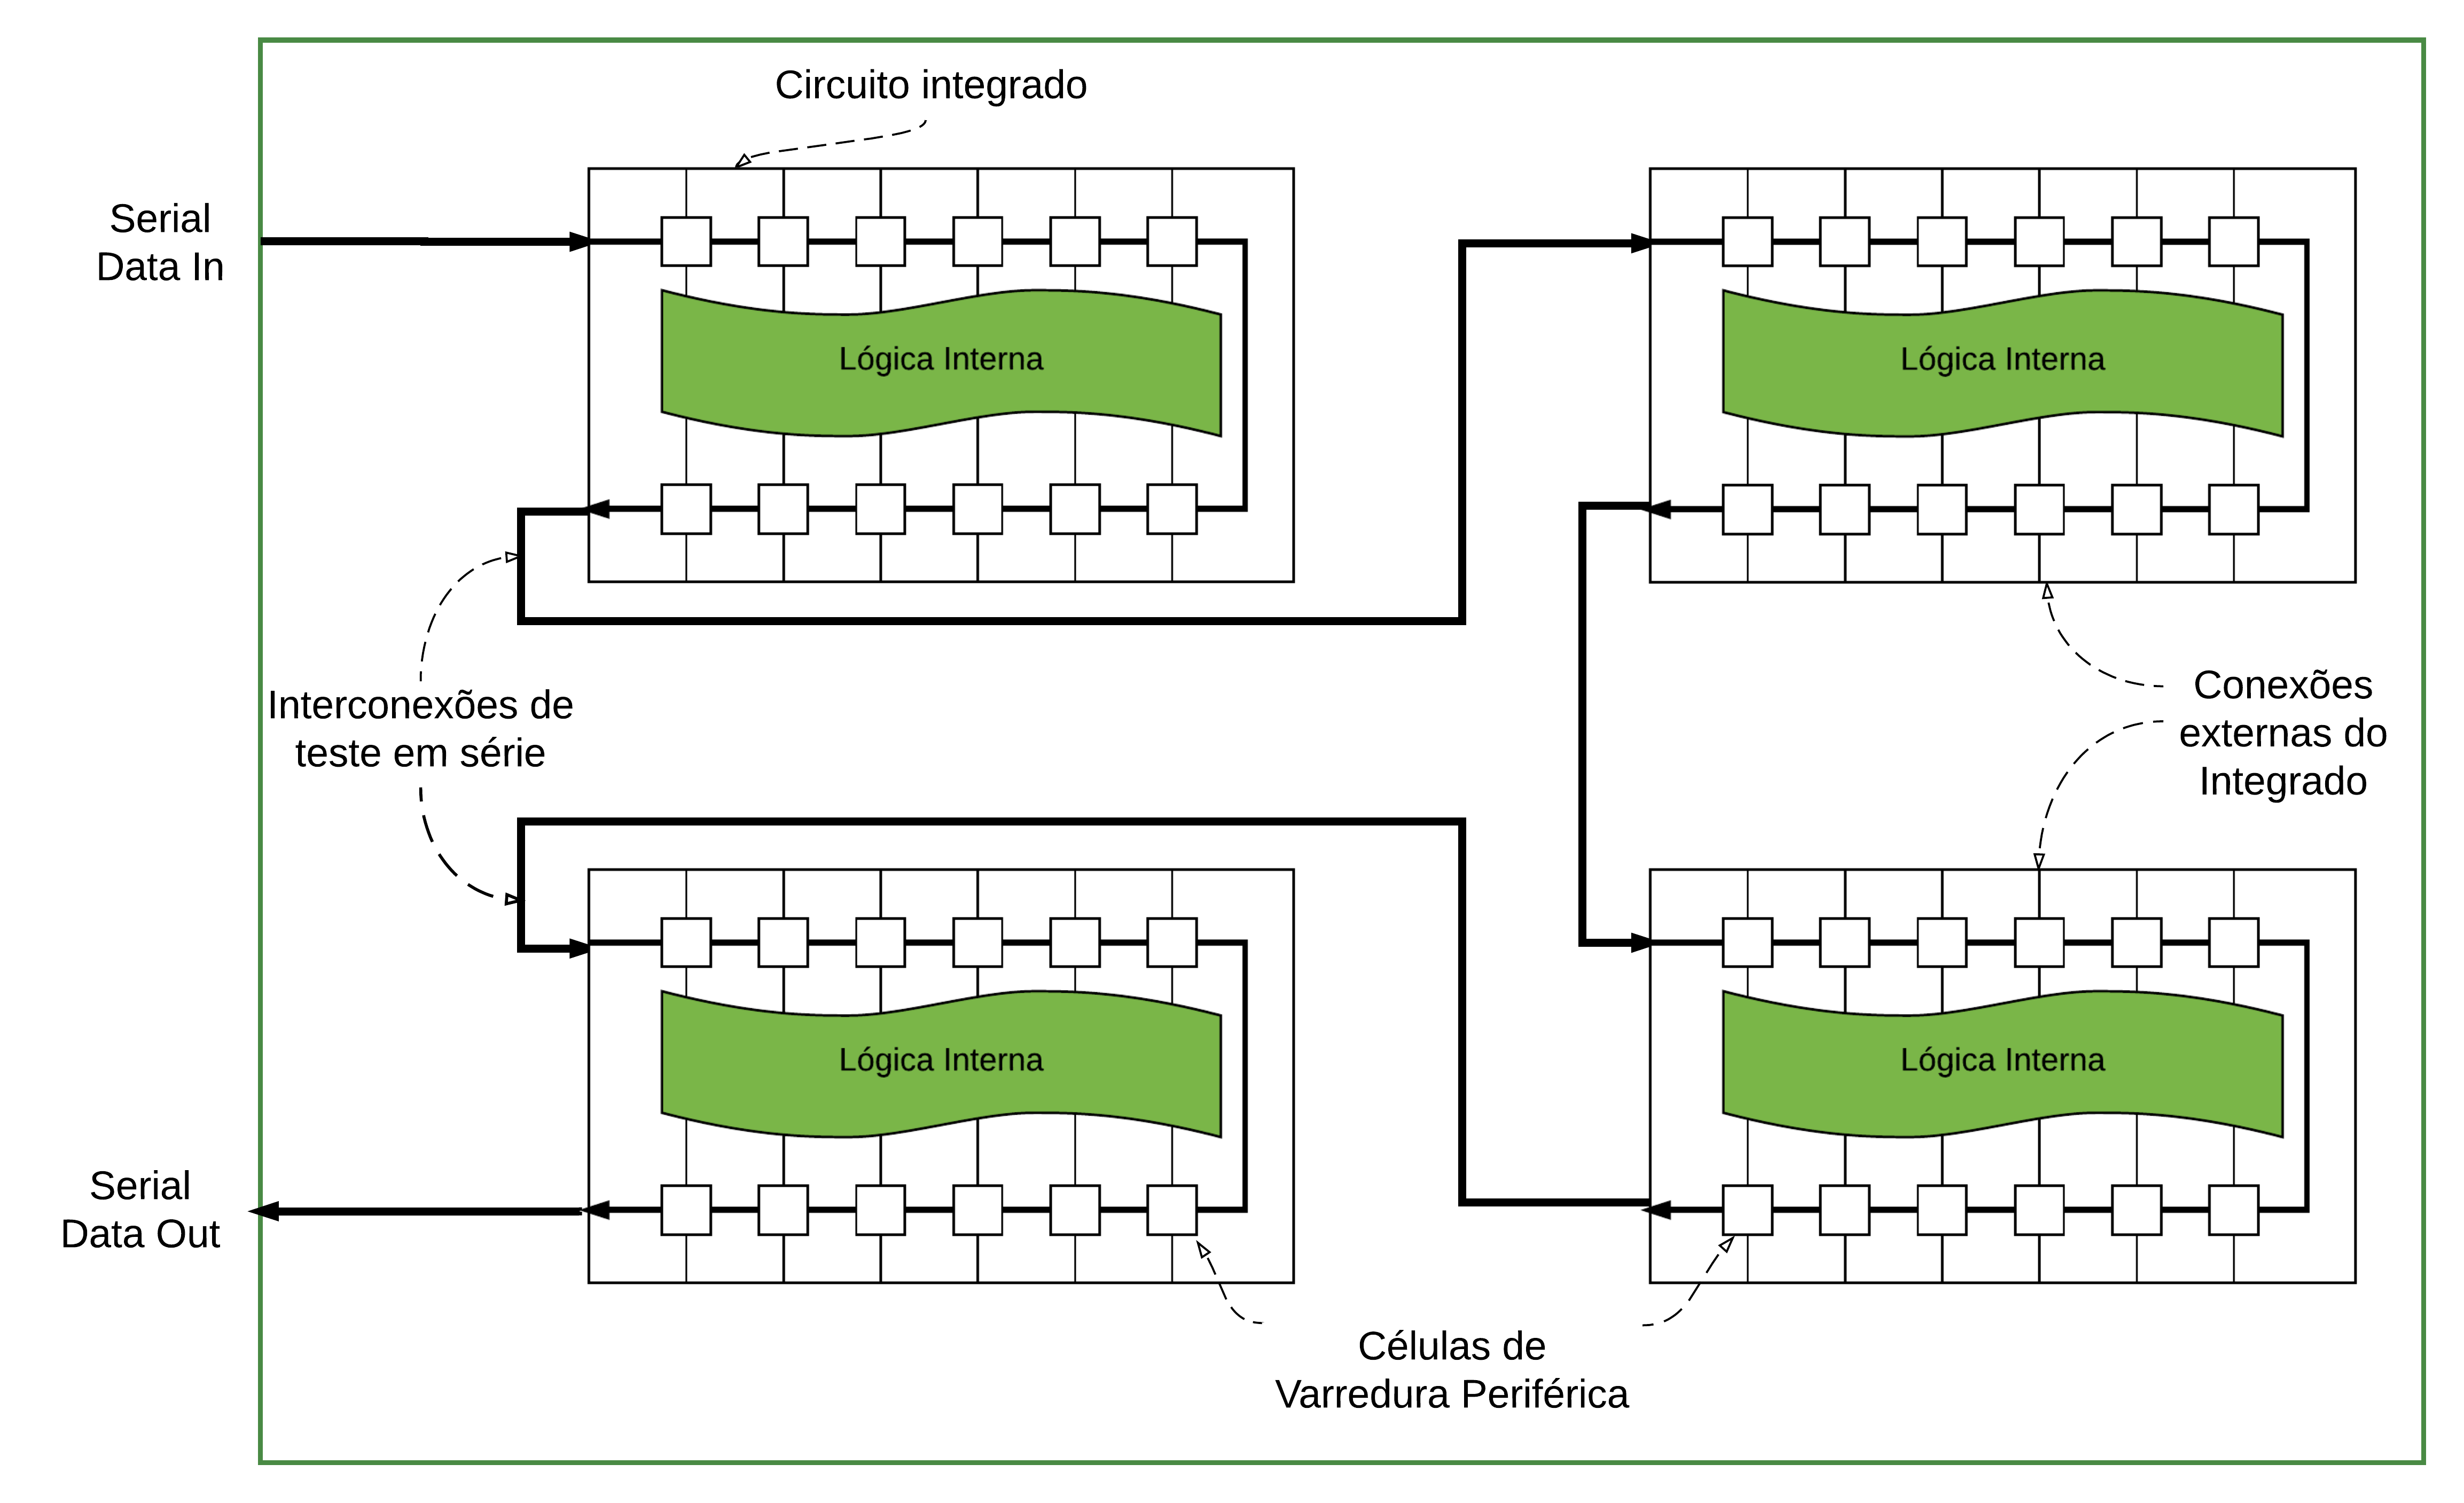 Circuito integrado
Serial
Data In
Lógica Interna
Lógica Interna
Interconexões de
teste em série
Conexões
externas do
Integrado
Lógica Interna
Lógica Interna
Serial
Data Out
Células de
Varredura Periférica